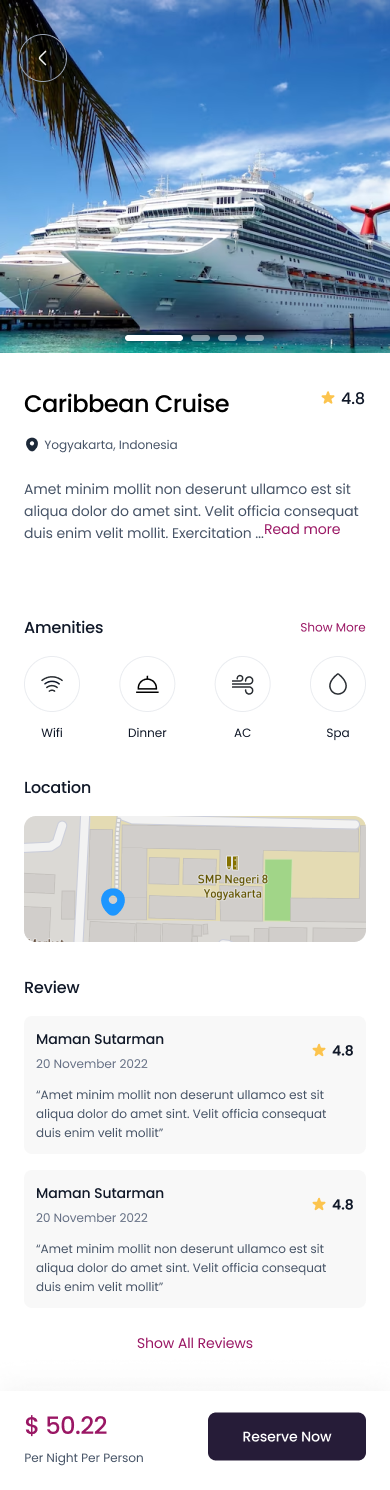 Caribbean Cruise
4.8
Yogyakarta, Indonesia
Amet minim mollit non deserunt ullamco est sit
aliqua dolor do amet sint. Velit officia consequat
duis enim velit mollit. Exercitation ...Read more
Amenities
Show More
Wifi
Dinner
AC
Spa
Location
SMP Negeri 8
Yogyakarta
Review
Maman Sutarman
4.8
20 November 2022
“Amet minim mollit non deserunt ullamco est sit
aliqua dolor do amet sint. Velit officia consequat
duis enim velit mollit”
Maman Sutarman
4.8
20 November 2022
“Amet minim mollit non deserunt ullamco est sit
aliqua dolor do amet sint. Velit officia consequat
duis enim velit mollit”
Show All Reviews
$ 50.22
Per Night Per Person
Reserve Now